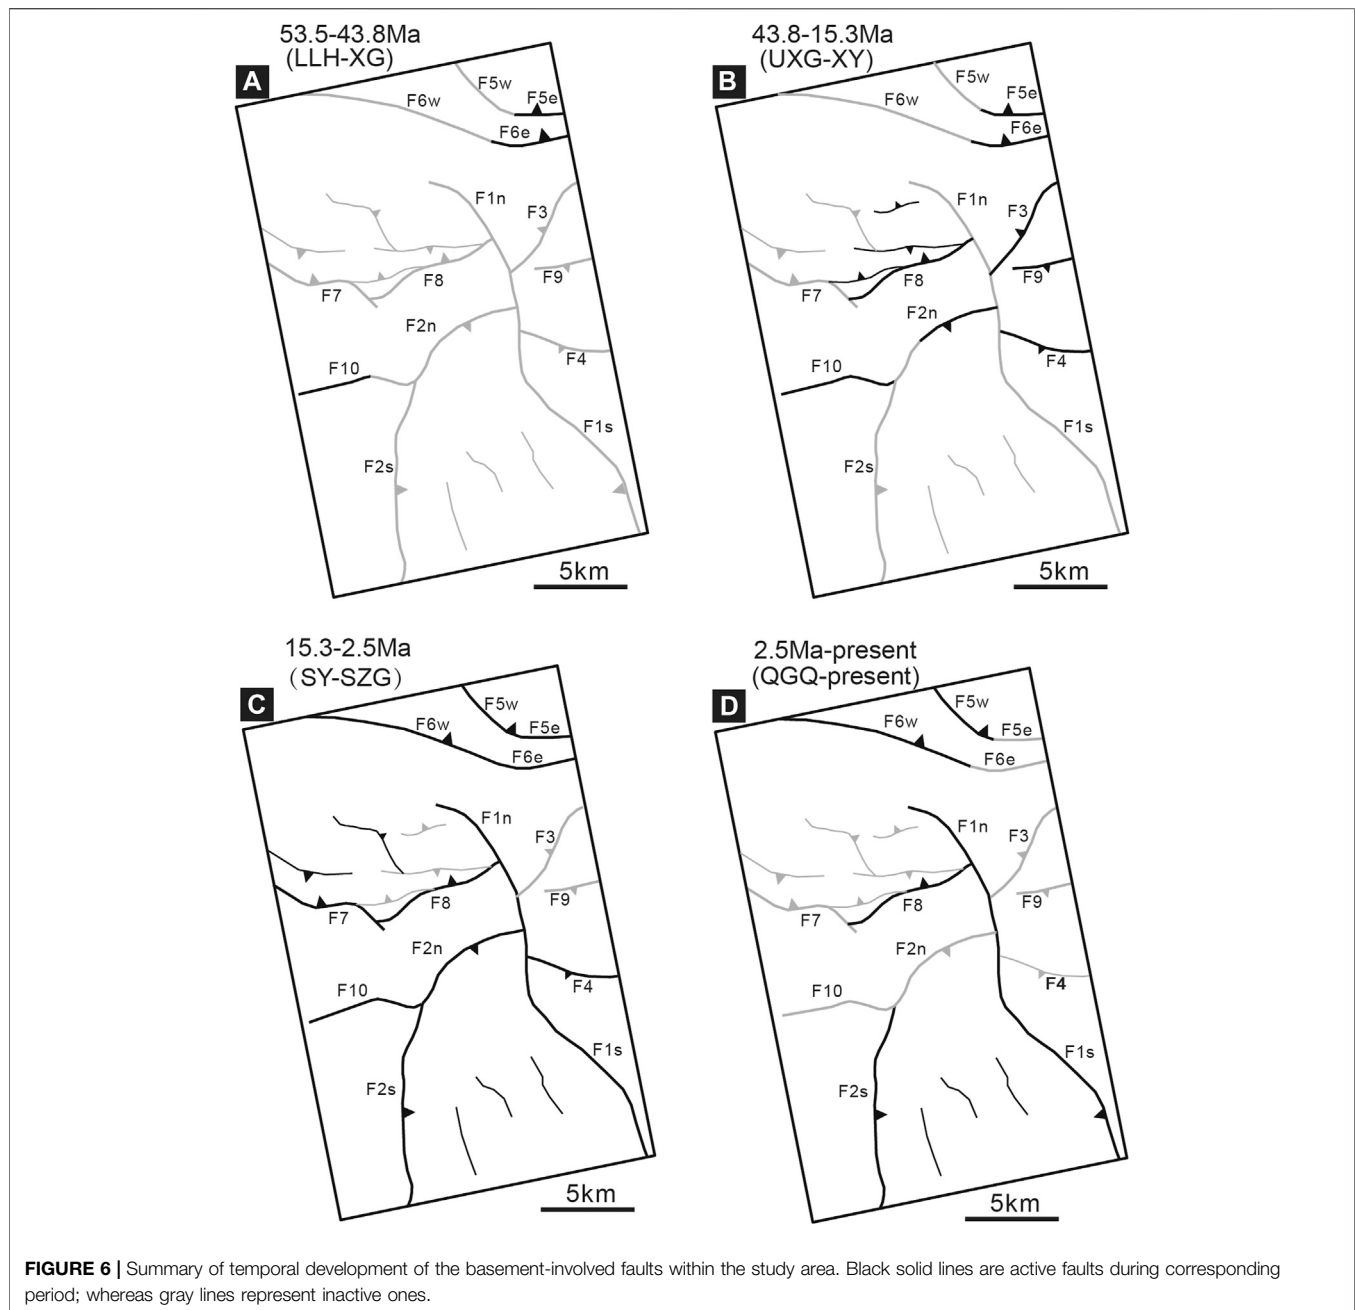 53.5-43.8Ma
(LLH-XG)
A
F5w
F5e
F6w
F6e
F1n
F3
F9
F8
F7
F2n
F4
F10
F1s
F2s
5km
43.8-15.3Ma
(UXG-XY)
B
F5w
F5e
F6w
F6e
F1n
F3
F9
F8
F7
F2n
F4
F10
F1s
F2s
5km
15.3-2.5Ma
(SY-SZG)
C
F5w
F5e
F6w
F6e
F1n
F3
F9
F8
F7
F2n
F4
F10
F1s
F2s
5km
2.5Ma-present
(QGQ-present)
D
F5w
F5e
F6w
F6e
F1n
F3
F9
F8
F7
F2n
F4
F10
F1s
F2s
5km
FIGURE 6 | Summary of temporal development of the basement-involved faults within the study area. Black solid lines are active faults during corresponding
period; whereas gray lines represent inactive ones.